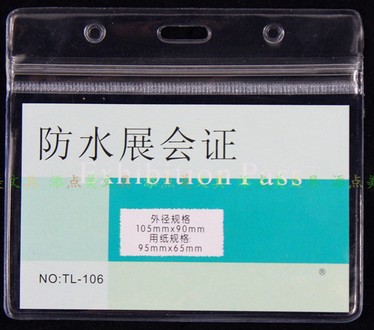 防水展会证
Exhibition Pass
外径规格
105mmx90mm
用纸规格:
95mmx65mm
NO:TL-106
®